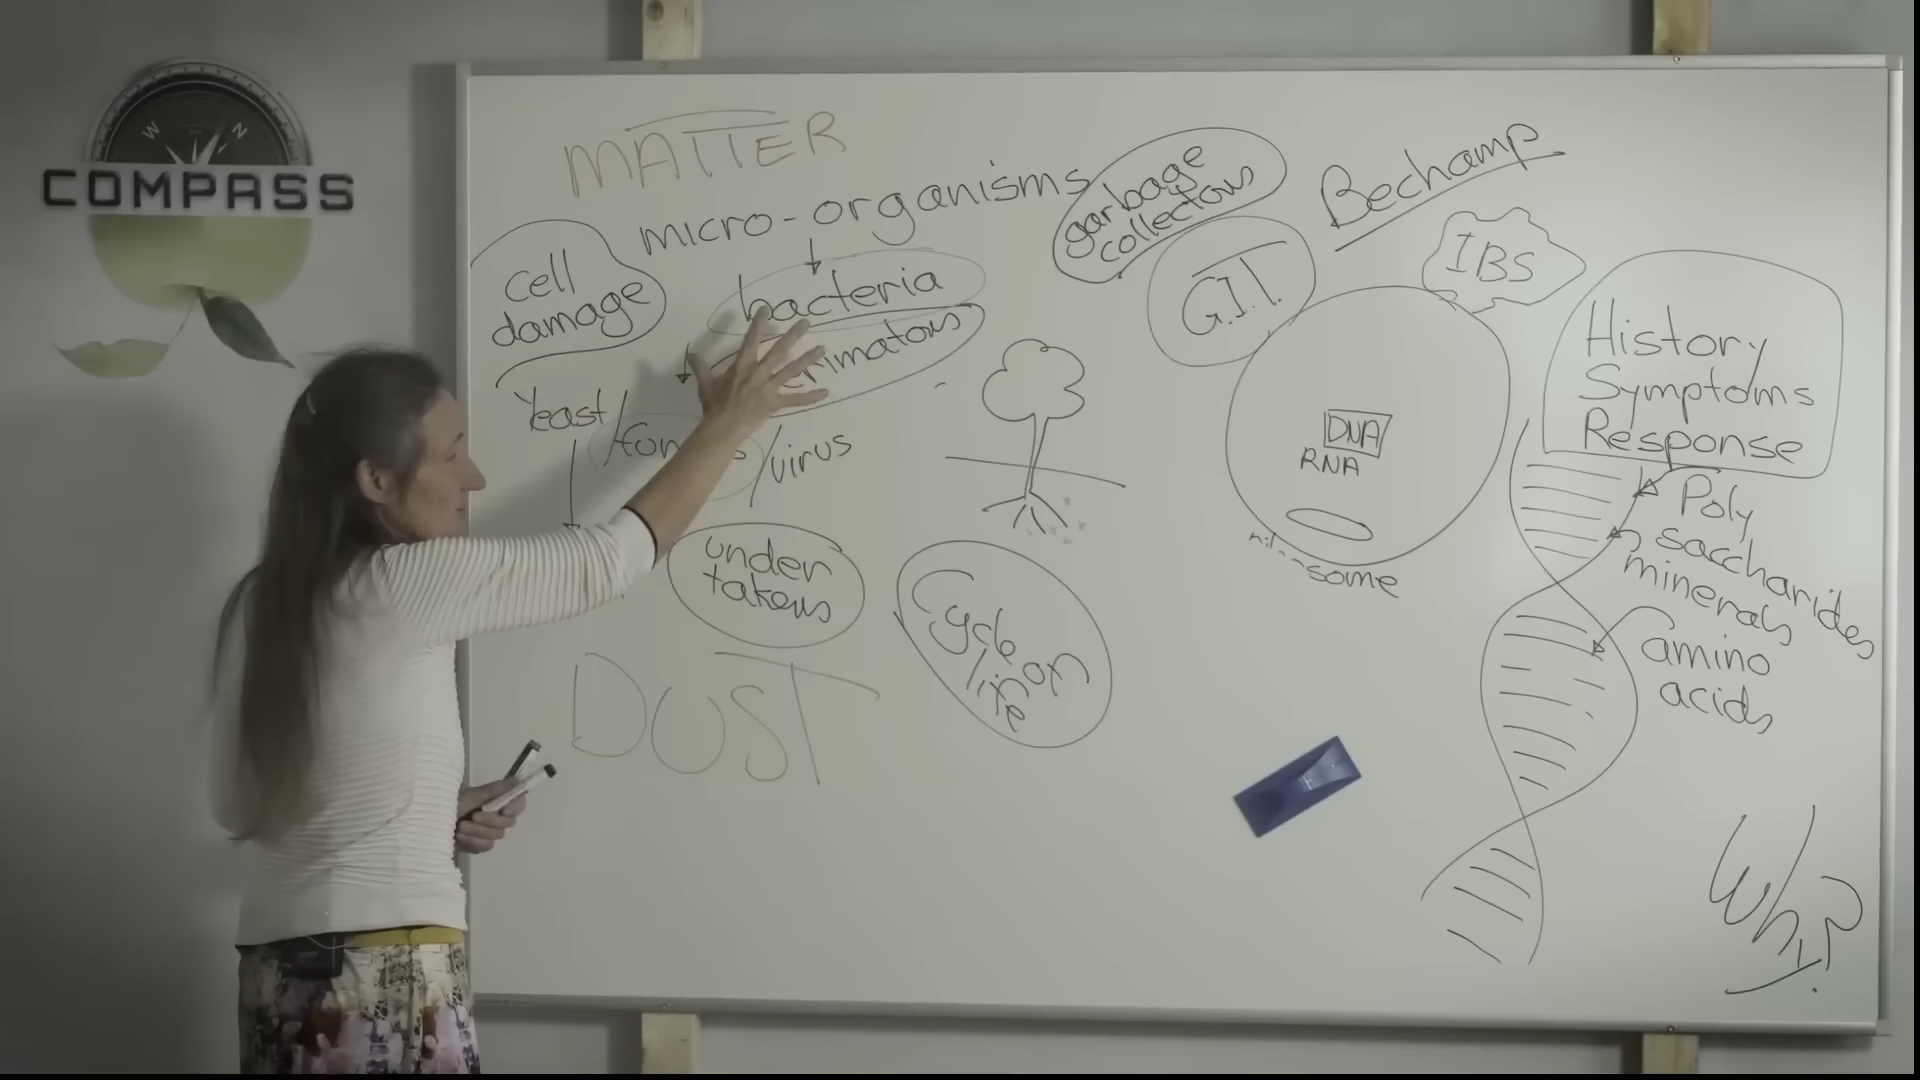 W N
COMPASS
MATTER
micro-organisms
garbage
collectors
Bechamp
cell
damage
bacteria
G.I.T.
IBS
History
Symptoms
Response
Yeast/
/virus
DNA
RNA
Poly
saccharides
minerals
under
takers
Cycle
of
life
amino
acids
DUST
Why?